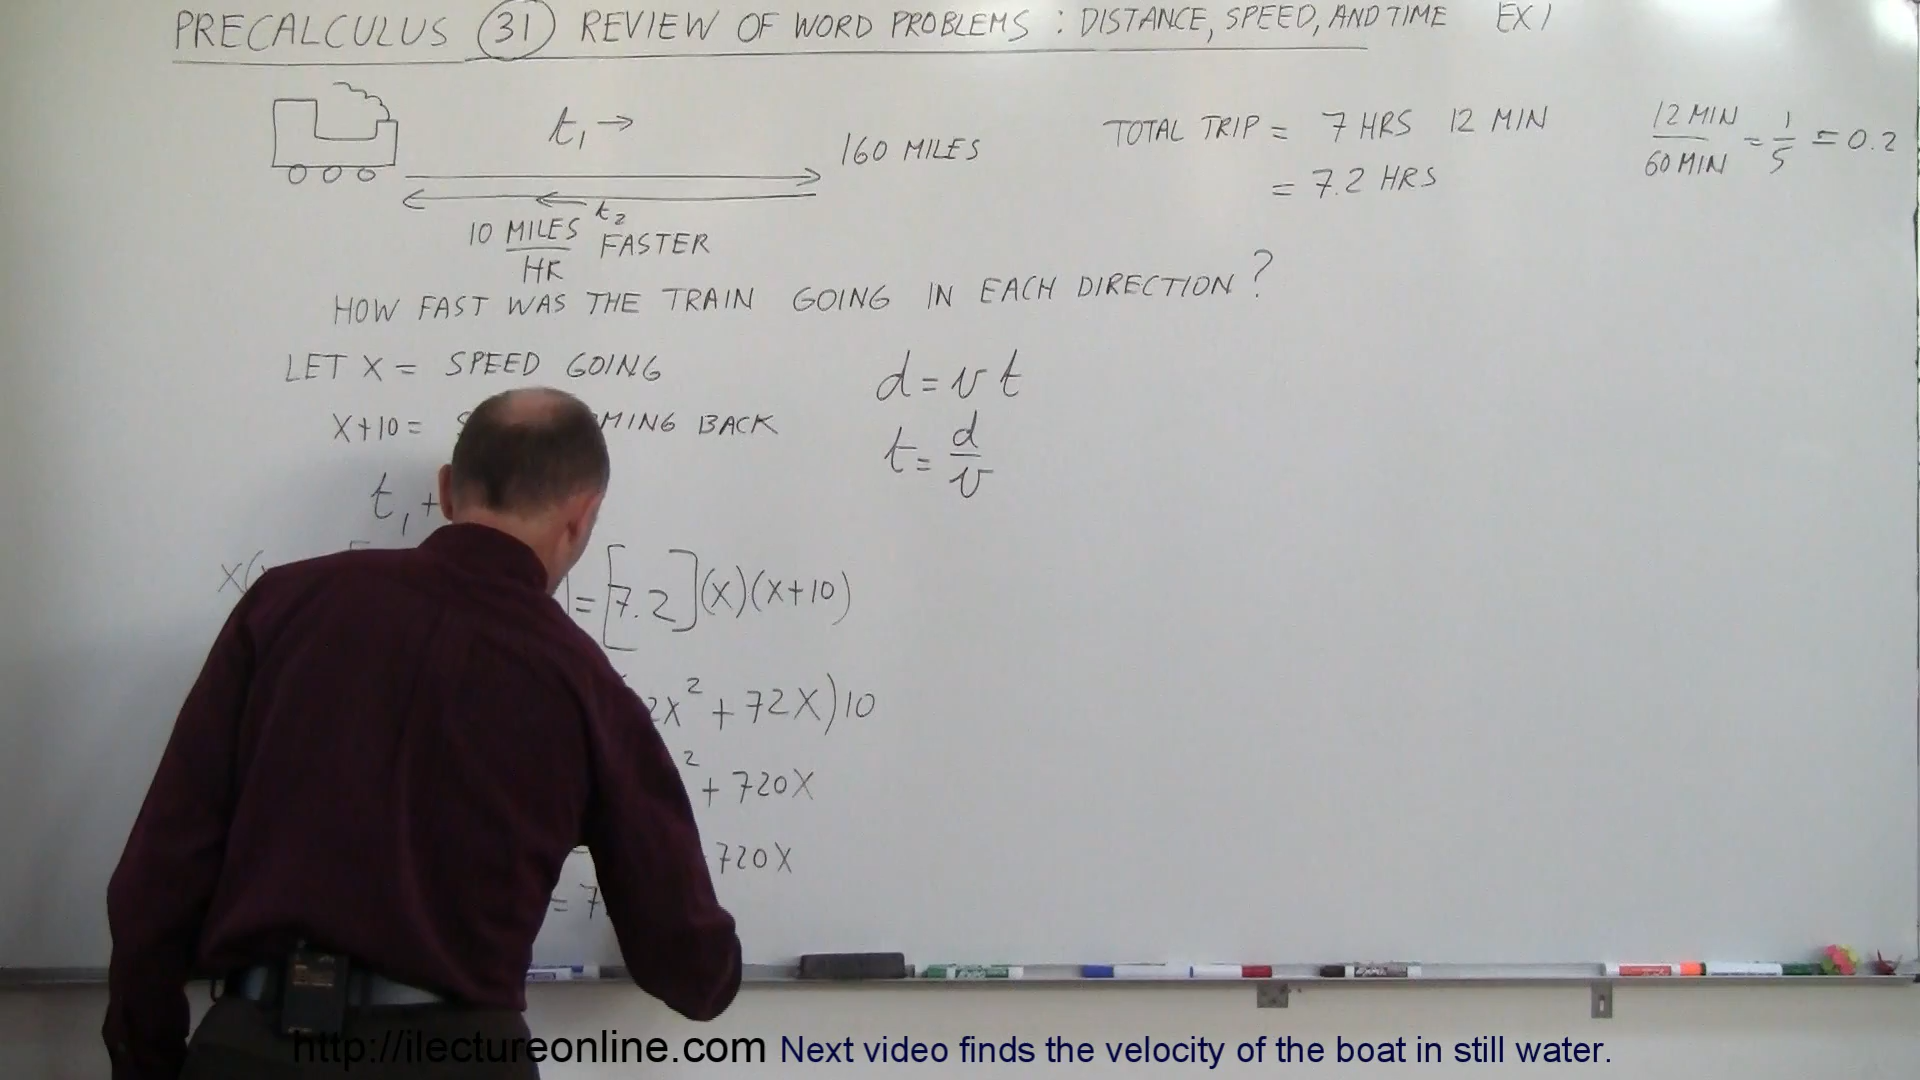 PRECALCULUS 31 REVIEW OF WORD PROBLEMS : DISTANCE, SPEED, AND TIME EX 1
t1 →
160 MILES
t2
10 MILES/HR FASTER
TOTAL TRIP = 7 HRS 12 MIN
= 7.2 HRS
12 MIN/60 MIN = 1/5 = 0.2
HOW FAST WAS THE TRAIN GOING IN EACH DIRECTION ?
LET X = SPEED GOING
X+10 = MING BACK
d = v t
t = d/v
t1 +
X(
= [7.2](x)(x+10)
2x² + 72X)10
² + 720X
720X
= 7
http://ilectureonline.com Next video finds the velocity of the boat in still water.